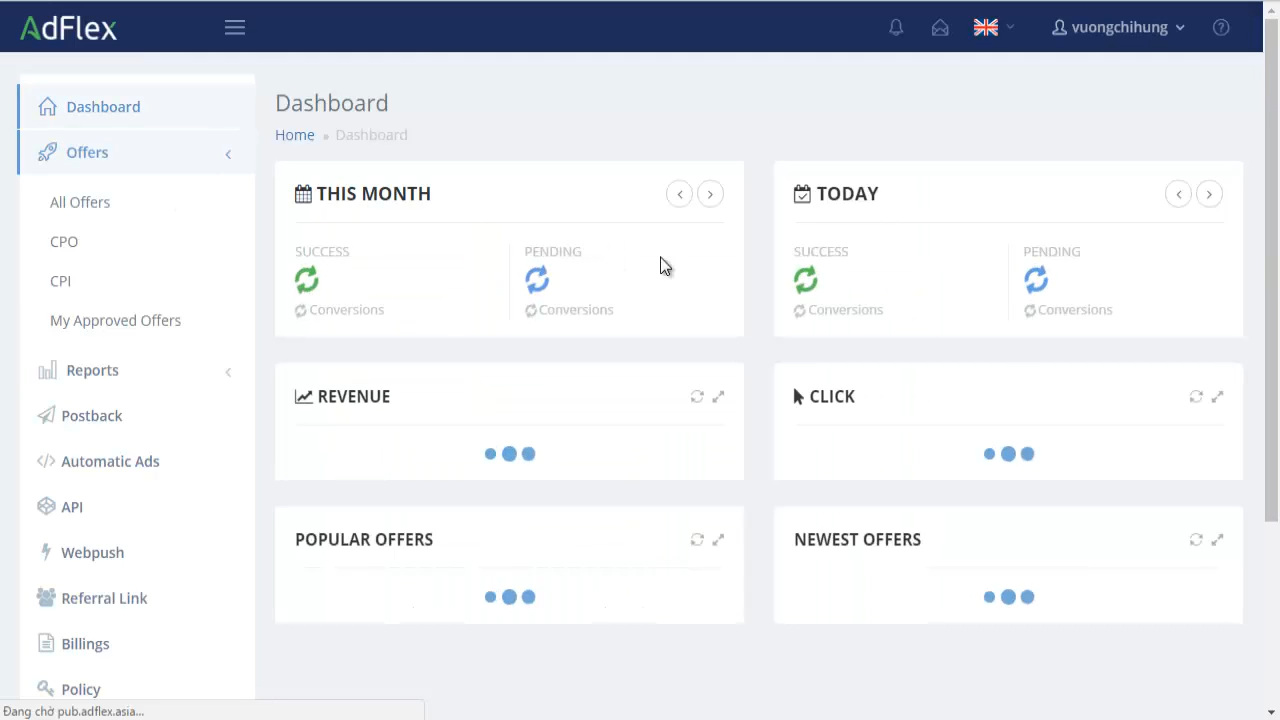 AdFlex
vuongchihung
Dashboard
Offers
All Offers
CPO
CPI
My Approved Offers
Reports
Postback
Automatic Ads
API
Webpush
Referral Link
Billings
Policy
Dashboard
Home • Dashboard
THIS MONTH
SUCCESS
Conversions
PENDING
Conversions
TODAY
SUCCESS
Conversions
PENDING
Conversions
REVENUE
CLICK
POPULAR OFFERS
NEWEST OFFERS
Đang chờ pub.adflex.asia...